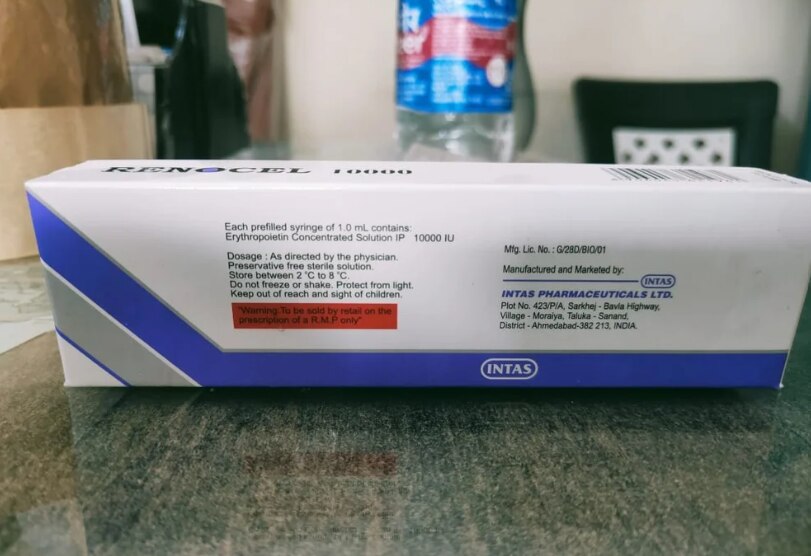 RENOCEL 10000
Each prefilled syringe of 1.0 mL contains:
Erythropoietin Concentrated Solution IP 10000 IU
Dosage : As directed by the physician.
Preservative free sterile solution.
Store between 2 °C to 8 °C.
Do not freeze or shake. Protect from light.
Keep out of reach and sight of children.
"Warning.To be sold by retail on the
prescription of a R.M.P only"
Mfg. Lic. No. : G/28D/BIO/01
Manufactured and Marketed by:
INTAS
INTAS PHARMACEUTICALS LTD.
Plot No. 423/P/A, Sarkhej - Bavla Highway,
Village - Moraiya, Taluka - Sanand,
District - Ahmedabad-382 213, INDIA.
INTAS